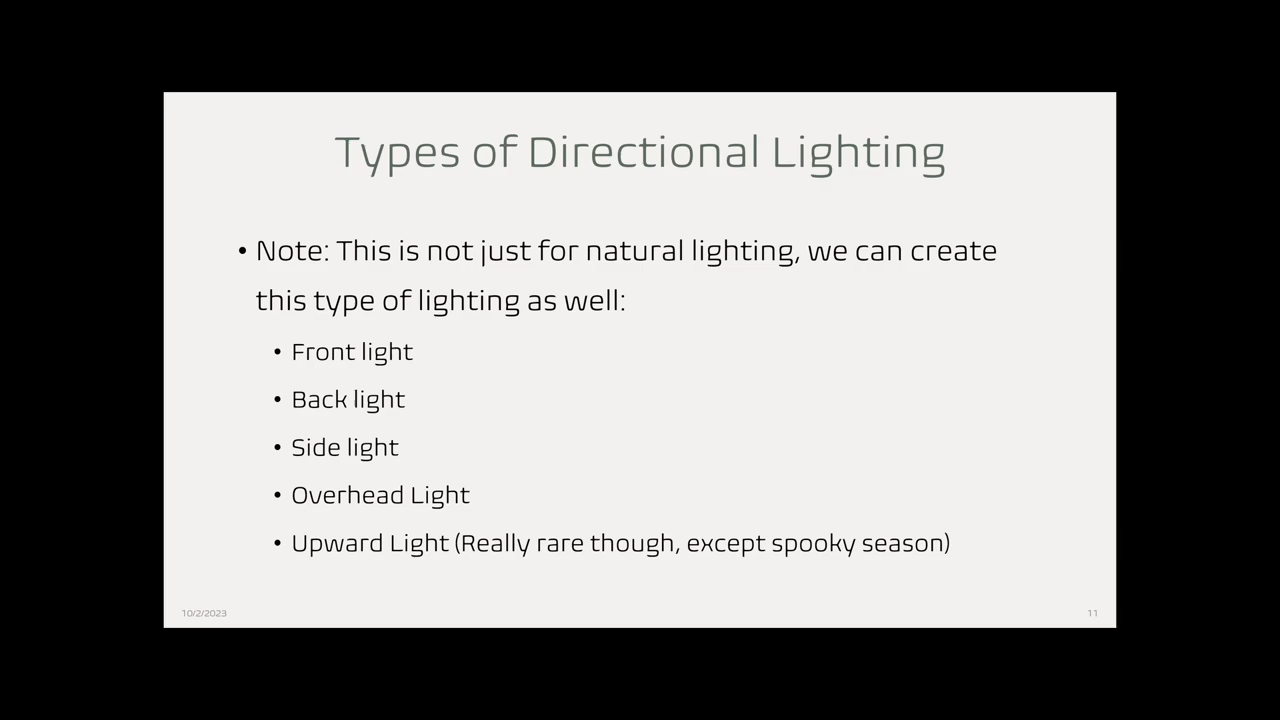 Types of Directional Lighting
• Note: This is not just for natural lighting, we can create
this type of lighting as well:
• Front light
• Back light
• Side light
• Overhead Light
• Upward Light (Really rare though, except spooky season)
10/2/2023
11